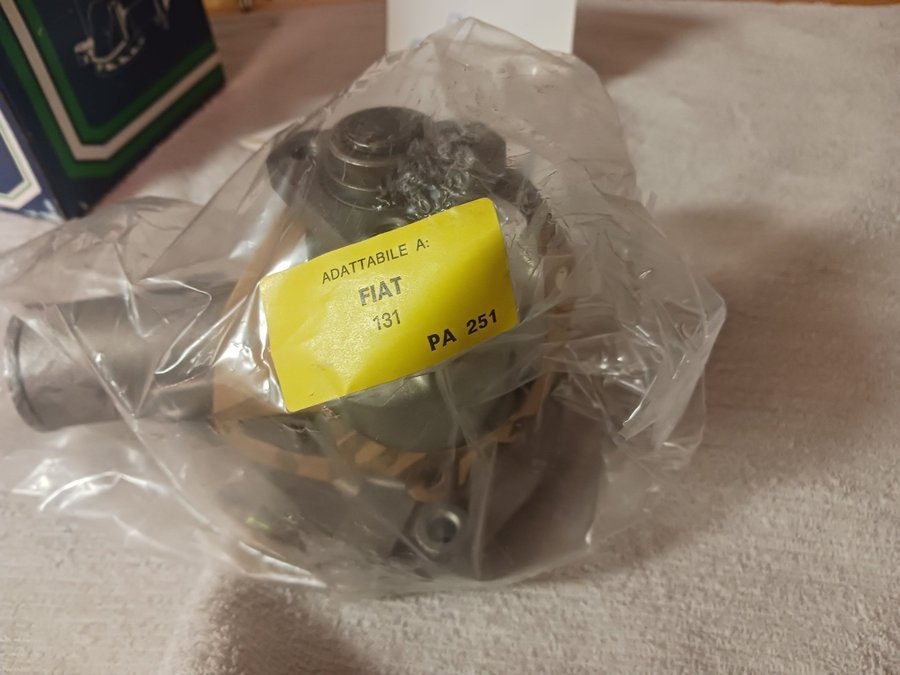 ADATTABILE A:
FIAT
131
PA 251